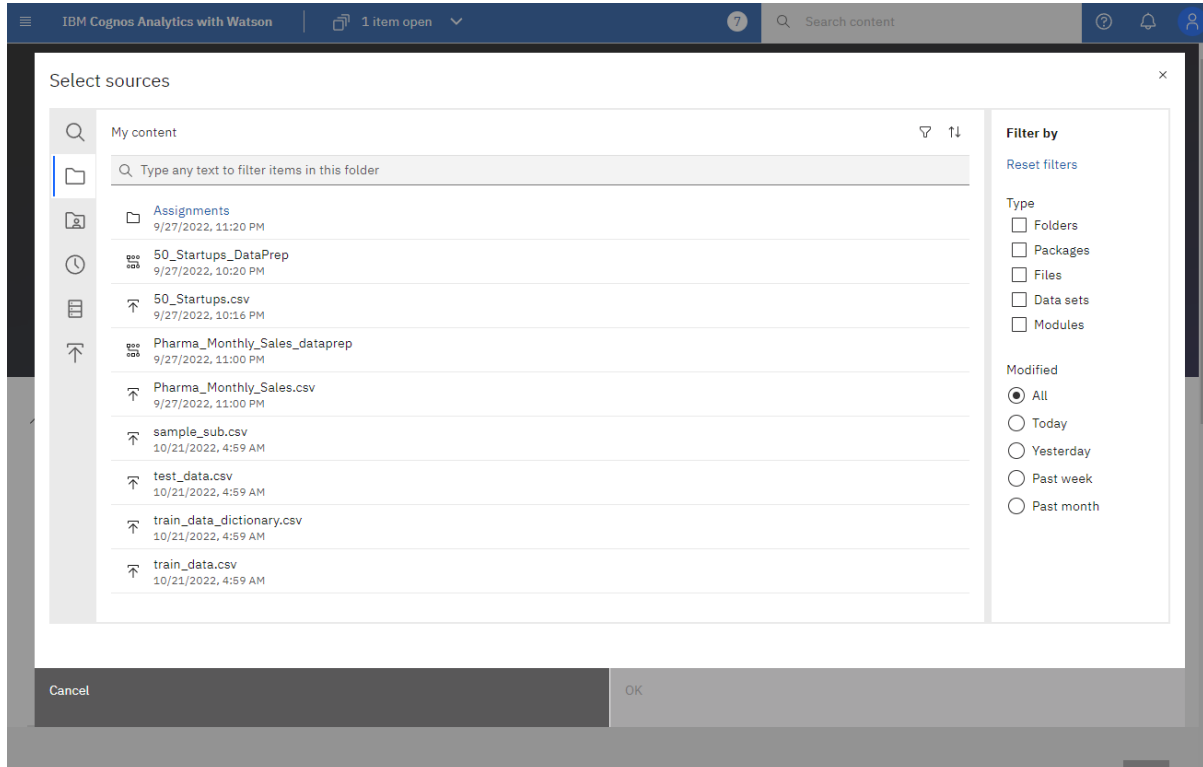 IBM Cognos Analytics with Watson
1 item open
7
Search content
Select sources
My content
Type any text to filter items in this folder
Assignments
9/27/2022, 11:20 PM
50_Startups_DataPrep
9/27/2022, 10:20 PM
50_Startups.csv
9/27/2022, 10:16 PM
Pharma_Monthly_Sales_dataprep
9/27/2022, 11:00 PM
Pharma_Monthly_Sales.csv
9/27/2022, 11:00 PM
sample_sub.csv
10/21/2022, 4:59 AM
test_data.csv
10/21/2022, 4:59 AM
train_data_dictionary.csv
10/21/2022, 4:59 AM
train_data.csv
10/21/2022, 4:59 AM
Filter by
Reset filters
Type
Folders
Packages
Files
Data sets
Modules
Modified
All
Today
Yesterday
Past week
Past month
Cancel
OK